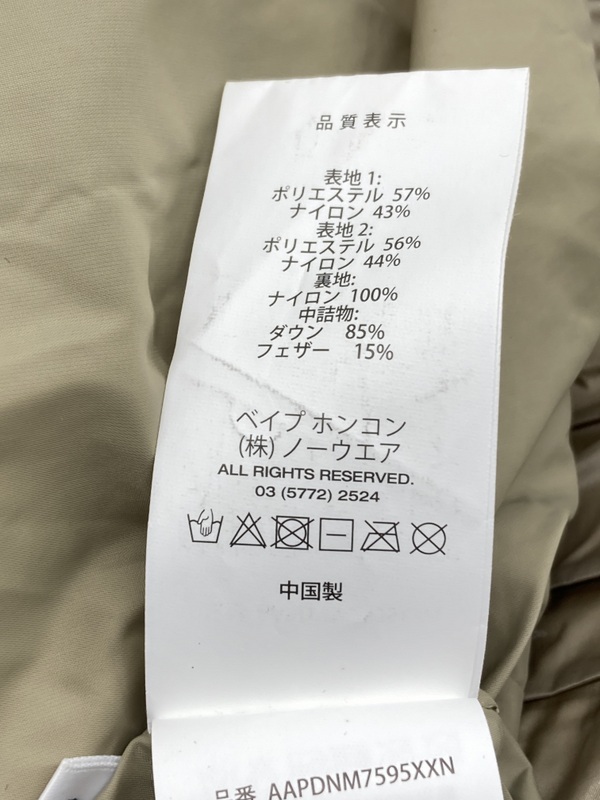 品質表示
表地 1:
ポリエステル 57%
ナイロン 43%
表地 2:
ポリエステル 56%
ナイロン 44%
裏地:
ナイロン 100%
中詰物:
ダウン 85%
フェザー 15%
ベイプ ホンコン
(株) ノーウエア
ALL RIGHTS RESERVED.
03 (5772) 2524
中国製
品番 AAPDNM7595XXN